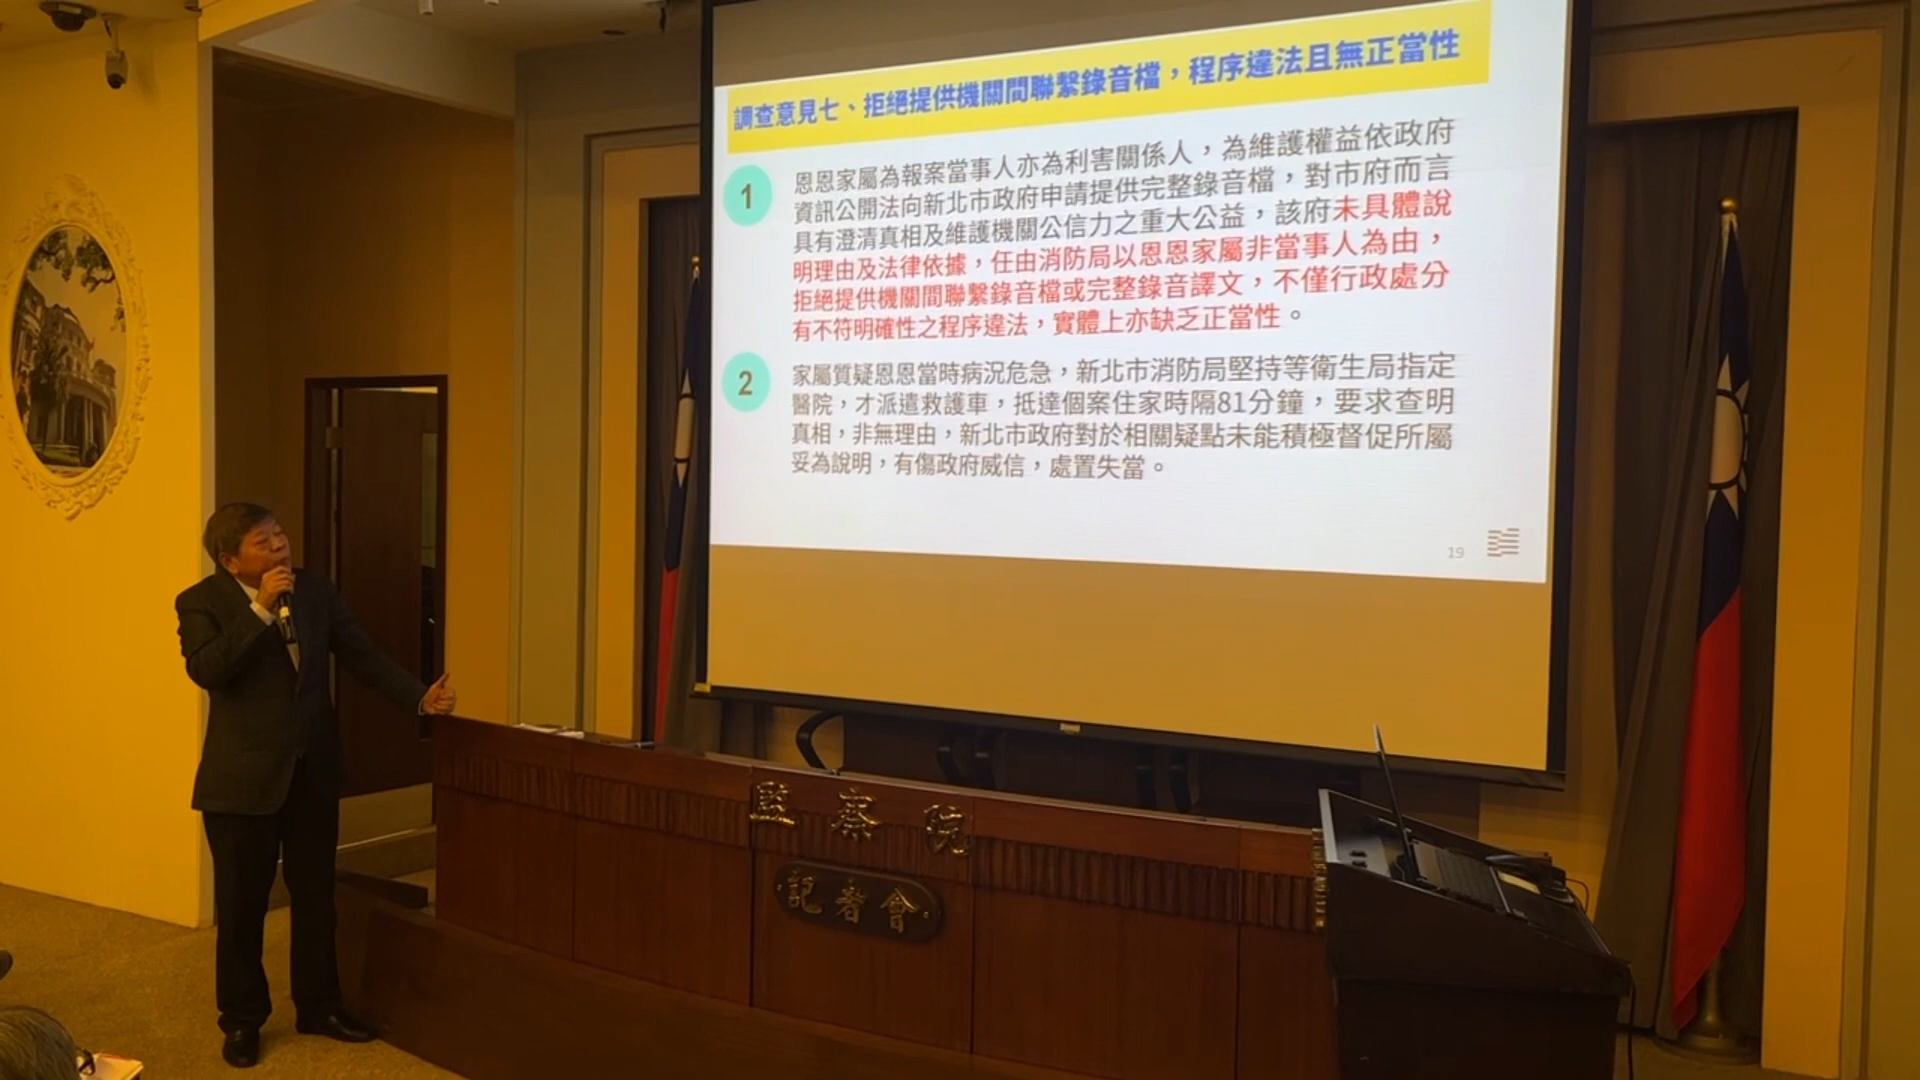 調查意見七、拒絕提供機關間聯繫錄音檔，程序違法且無正當性
1
恩恩家屬為報案當事人亦為利害關係人，為維護權益依政府
資訊公開法向新北市政府申請提供完整錄音檔，對市府而言
具有澄清真相及維護機關公信力之重大公益，該府未具體說
明理由及法律依據，任由消防局以恩恩家屬非當事人為由，
拒絕提供機關間聯繫錄音檔或完整錄音譯文，不僅行政處分
有不符明確性之程序違法，實體上亦缺乏正當性。
2
家屬質疑恩恩當時病況危急，新北市消防局堅持等衛生局指定
醫院，才派遣救護車，抵達個案住家時隔81分鐘，要求查明
真相，非無理由，新北市政府對於相關疑點未能積極督促所屬
妥為說明，有傷政府威信，處置失當。
19
監察院
記者會